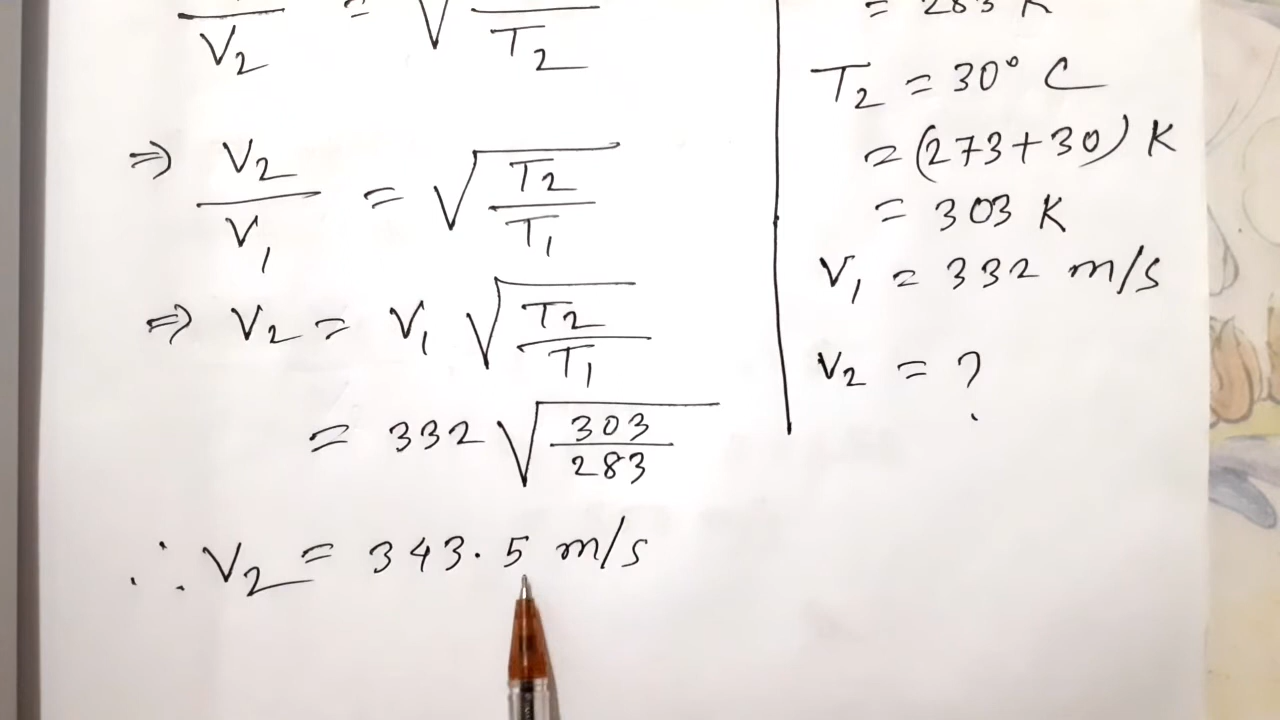 V₂ = √ T₂
⇒ V₂/V₁ = √(T₂/T₁)
⇒ V₂ = V₁ √(T₂/T₁)
= 332 √(303/283)
∴ V₂ = 343.5 m/s
= 283 K
T₂ = 30° C
= (273+30) K
= 303 K
V₁ = 332 m/s
V₂ = ?